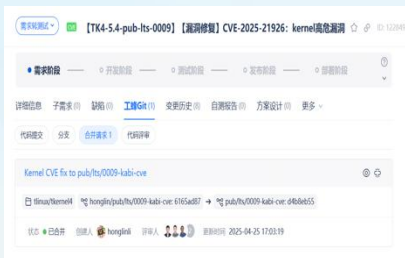 需求和测试 【TK4-5.4-pub-lts-0009】【漏洞修复】CVE-2025-21926：kernel高危漏洞
需求阶段 开发阶段 测试阶段 发布阶段 部署阶段
详细信息 子需求(0) 缺陷(0) 工蜂Git(1) 变更历史(8) 自测报告(0) 方案设计(0) 更多
代码提交 分支 合并请求 1 代码评审
Kernel CVE fix to pub/lts/0009-kabi-cve
tlinux/tkernel4 honglin/pub/lts/0009-kabi-cve: 6165ad87 → pub/lts/0009-kabi-cve: d4b8eb55
状态 已合并 创建人 honglinli 评审人 更新时间 2025-04-25 17:03:19